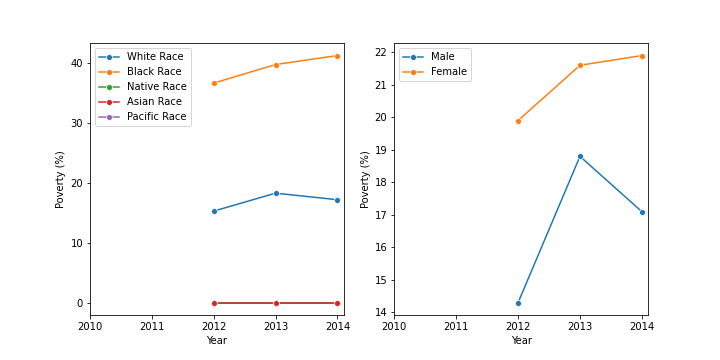 White Race
Black Race
Native Race
Asian Race
Pacific Race
40
30
20
10
0
Poverty (%)
2010 2011 2012 2013 2014
Year
Male
Female
22
21
20
19
18
17
16
15
14
Poverty (%)
2010 2011 2012 2013 2014
Year